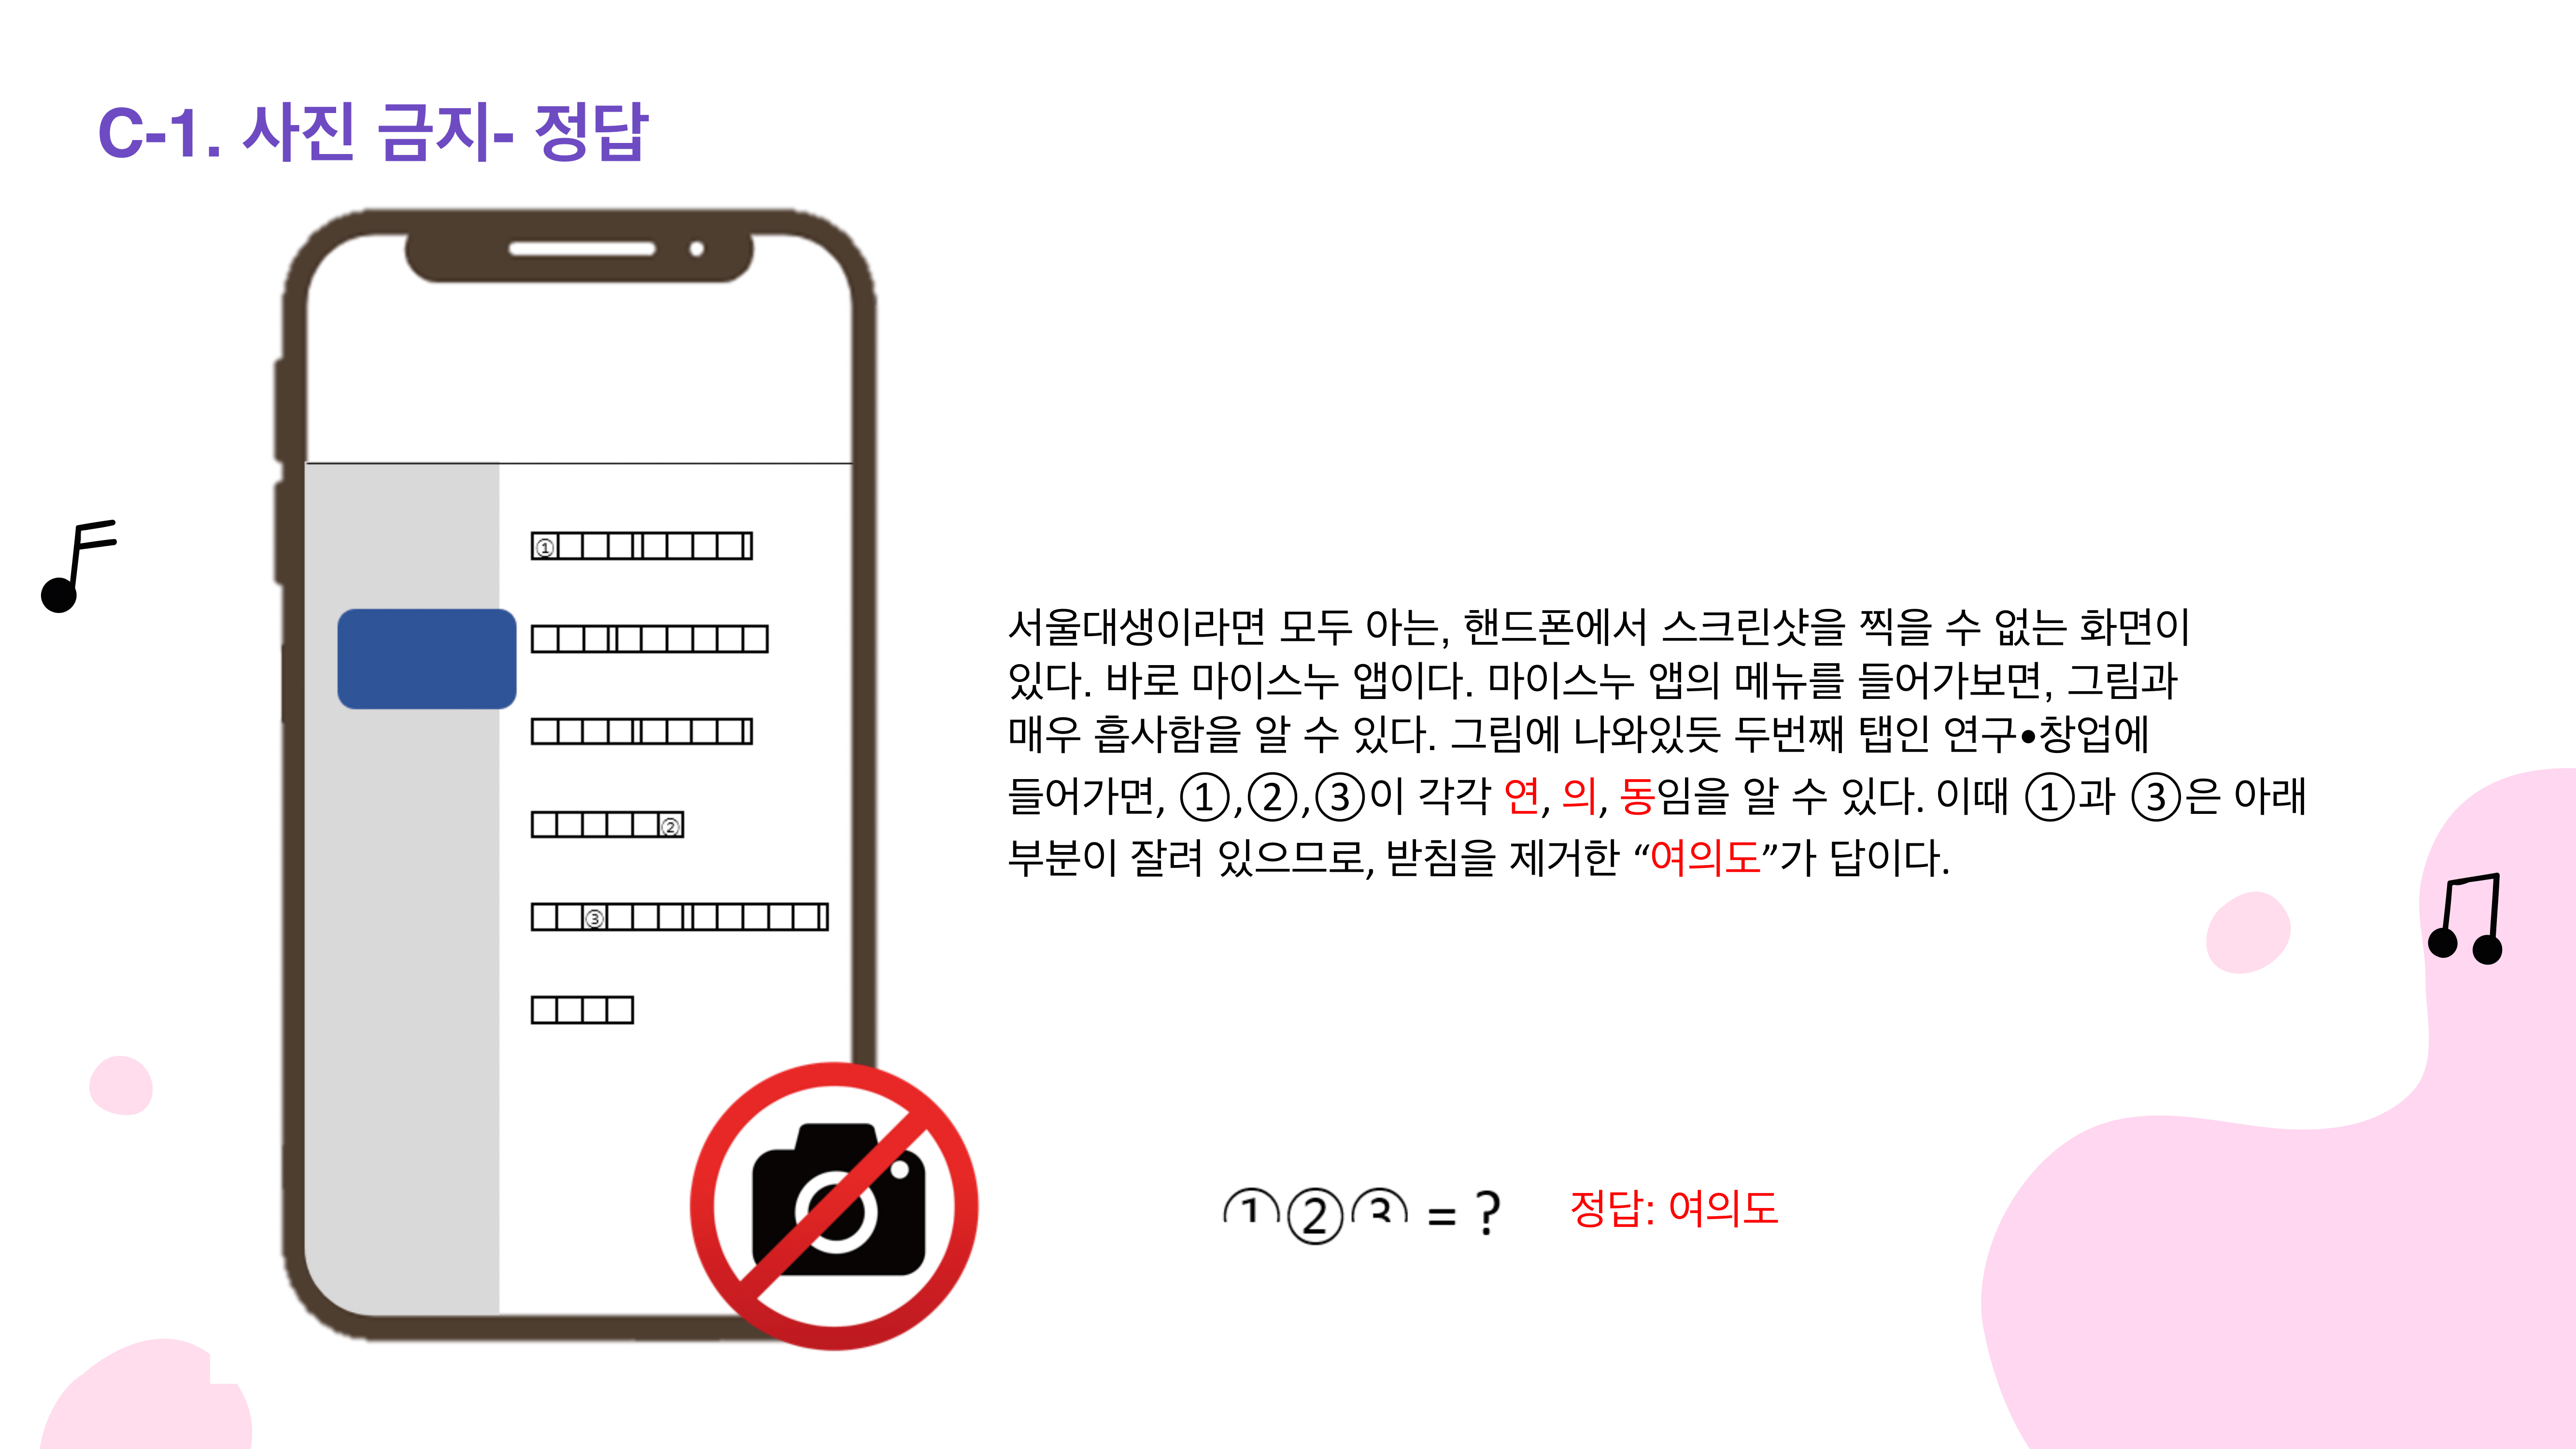 C-1. 사진 금지- 정답
①
②
③
서울대생이라면 모두 아는, 핸드폰에서 스크린샷을 찍을 수 없는 화면이
있다. 바로 마이스누 앱이다. 마이스누 앱의 메뉴를 들어가보면, 그림과
매우 흡사함을 알 수 있다. 그림에 나와있듯 두번째 탭인 연구•창업에
들어가면, ①,②,③이 각각 연, 의, 동임을 알 수 있다. 이때 ①과 ③은 아래
부분이 잘려 있으므로, 받침을 제거한 “여의도”가 답이다.
①②③ = ? 정답: 여의도